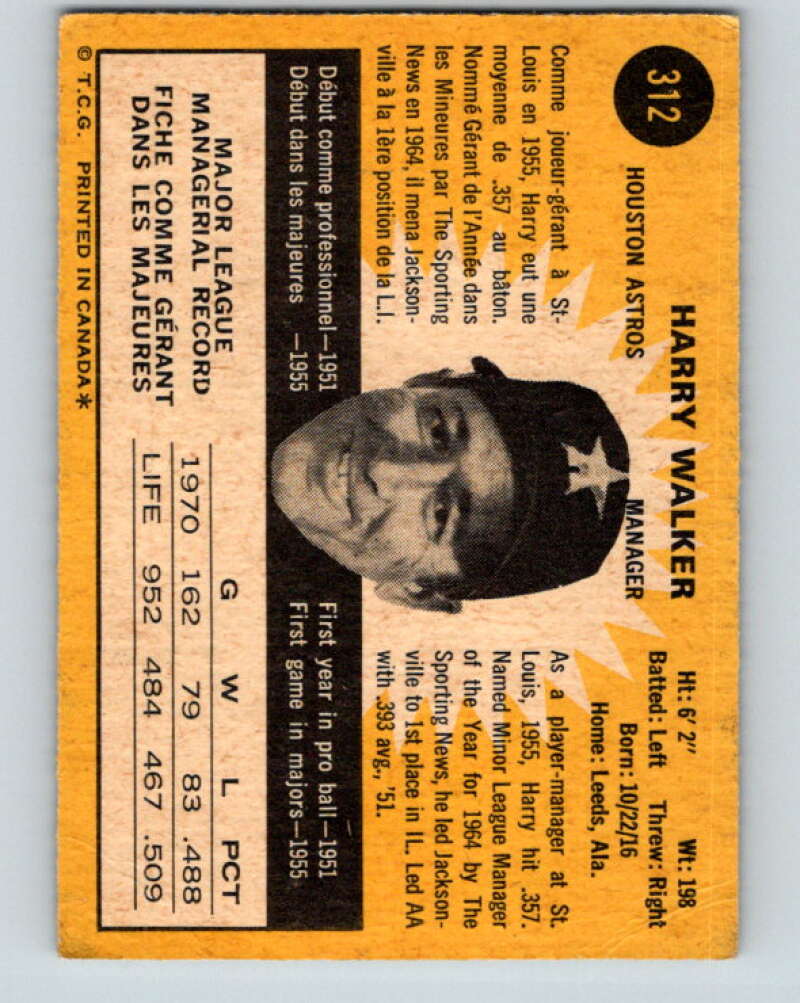 312
HARRY WALKER
HOUSTON ASTROS
MANAGER
Ht: 6' 2" Wt: 198
Batted: Left Threw: Right
Born: 10/22/16
Home: Leeds, Ala.
Comme joueur-gérant à St-
Louis en 1955, Harry eut une
moyenne de .357 au bâton.
Nommé Gérant de l'Année dans
les Mineures par The Sporting
News en 1964, il mena Jackson-
ville à la 1ère position de la L.I.
As a player-manager at St.
Louis, 1955, Harry hit .357.
Named Minor League Manager
of the Year for 1964 by The
Sporting News, he led Jackson-
ville to 1st place in IL. Led AA
with .393 avg., '51.
Début comme professionnel—1951
Début dans les majeures —1955
First year in pro ball—1951
First game in majors—1955
MAJOR LEAGUE
MANAGERIAL RECORD
FICHE COMME GÉRANT
DANS LES MAJEURES
G W L PCT
1970 162 79 83 .488
LIFE 952 484 467 .509
© T.C.G. PRINTED IN CANADA*